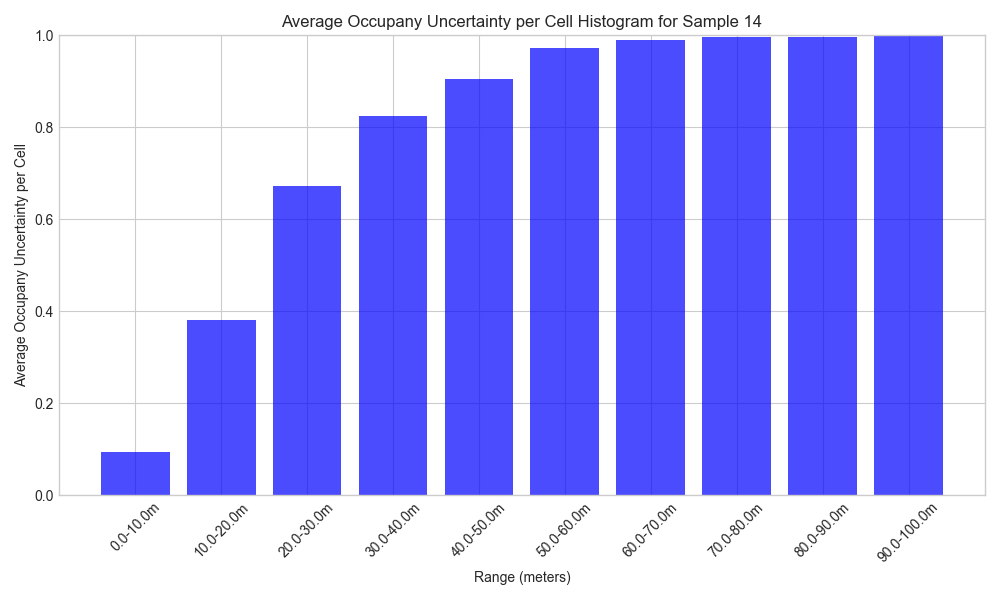 Average Occupany Uncertainty per Cell Histogram for Sample 14
Average Occupany Uncertainty per Cell
1.0
0.8
0.6
0.4
0.2
0.0
0.0-10.0m
10.0-20.0m
20.0-30.0m
30.0-40.0m
40.0-50.0m
50.0-60.0m
60.0-70.0m
70.0-80.0m
80.0-90.0m
90.0-100.0m
Range (meters)